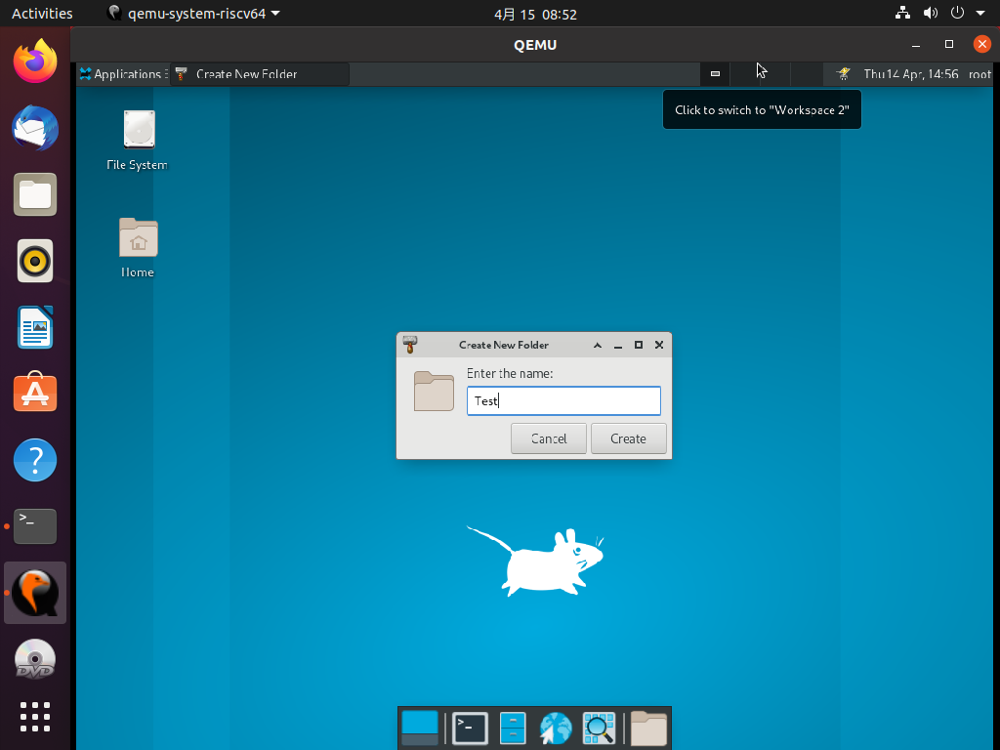 Activities
qemu-system-riscv64
4月 15 08:52
QEMU
Applications
Create New Folder
Thu 14 Apr, 14:56
root
Click to switch to "Workspace 2"
File System
Home
Create New Folder
Enter the name:
Test
Cancel
Create
>_
?
DVD
>_